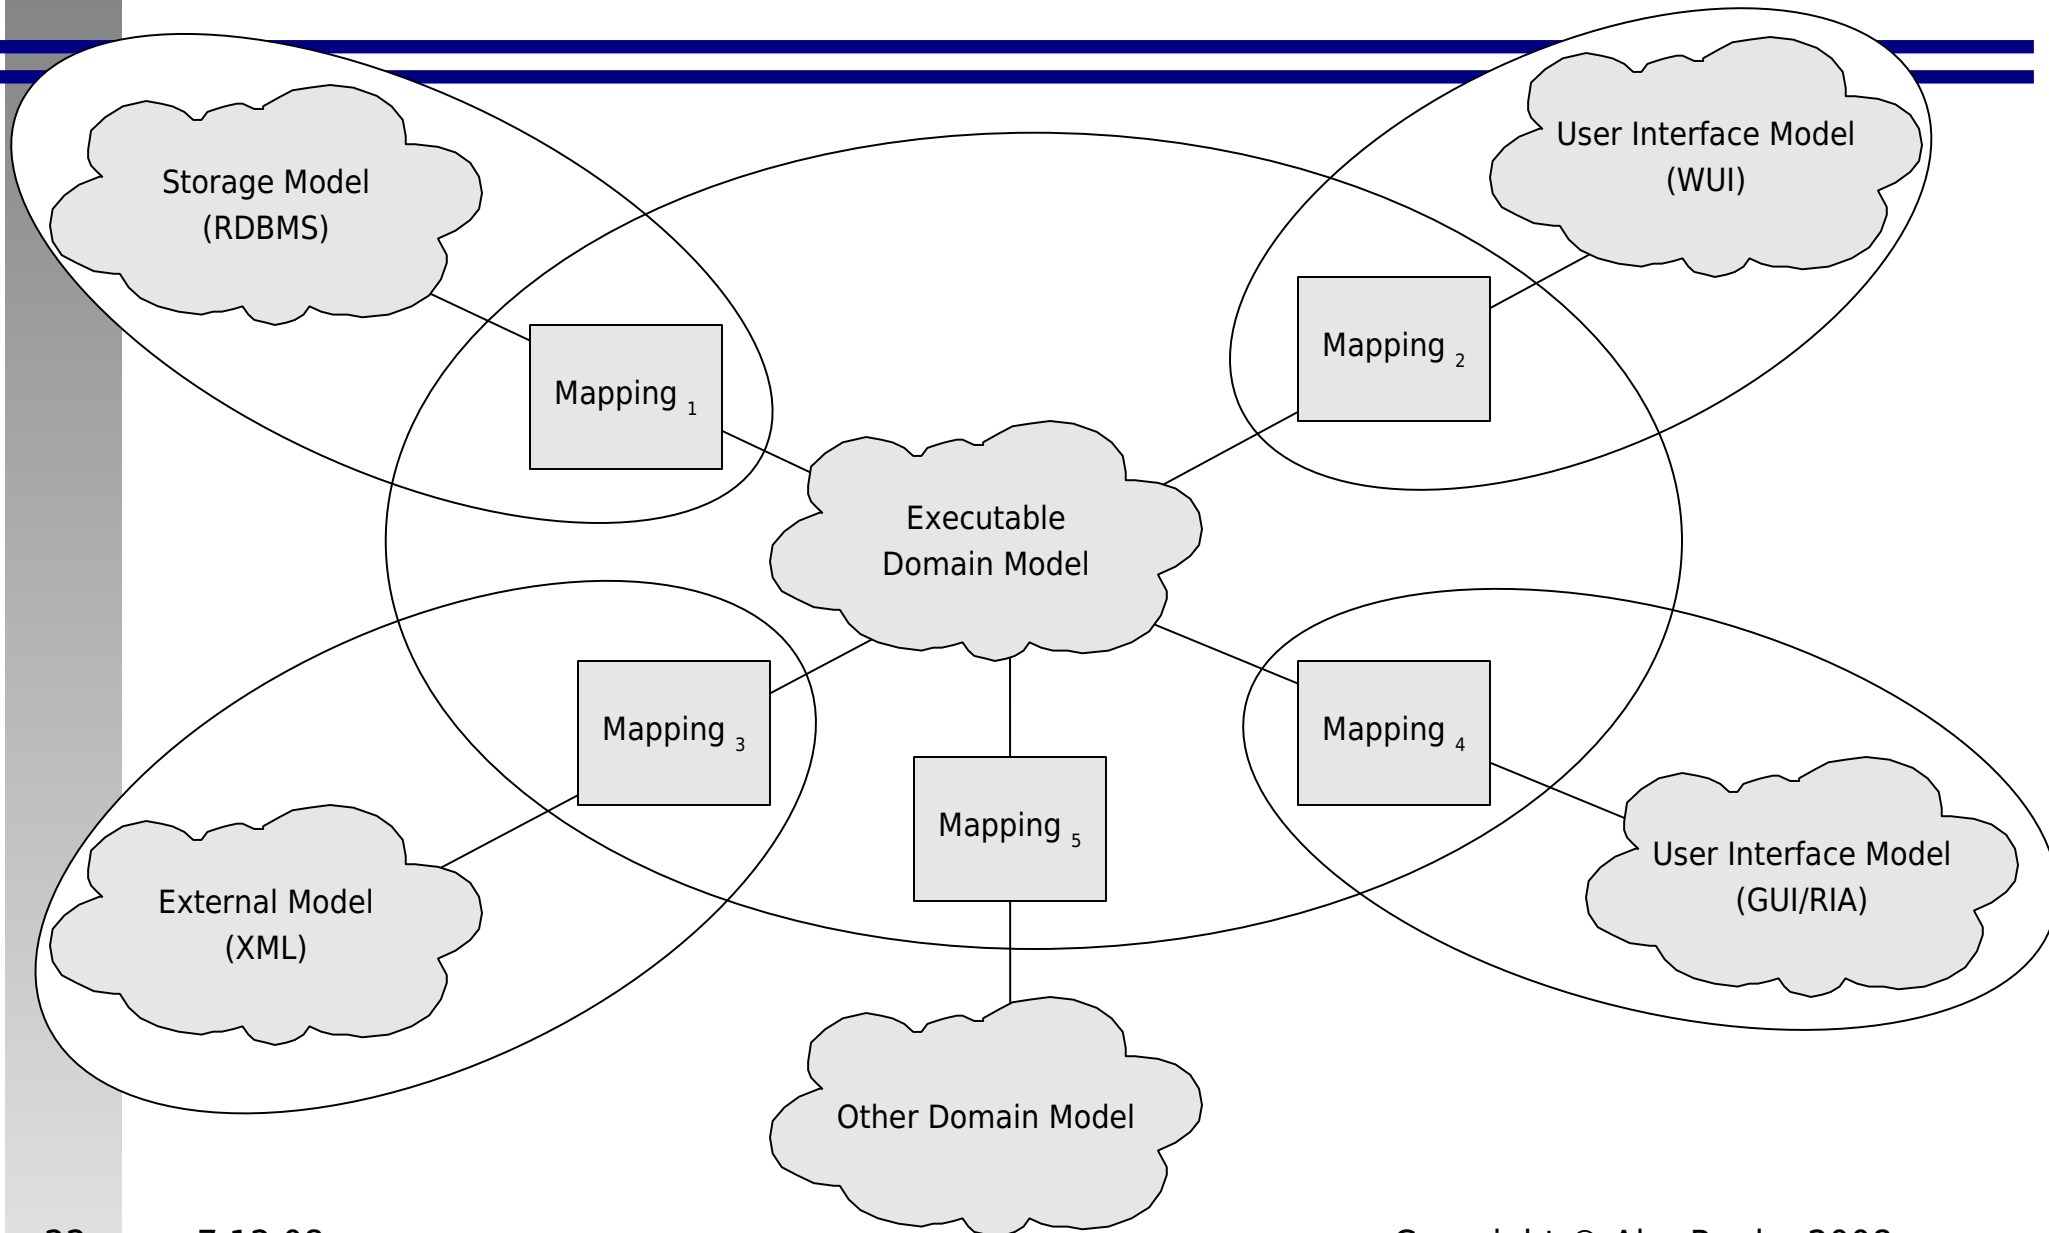 User Interface Model
(WUI)
Storage Model
(RDBMS)
Mapping 2
Mapping 1
Executable
Domain Model
Mapping 3
Mapping 4
Mapping 5
User Interface Model
(GUI/RIA)
External Model
(XML)
Other Domain Model